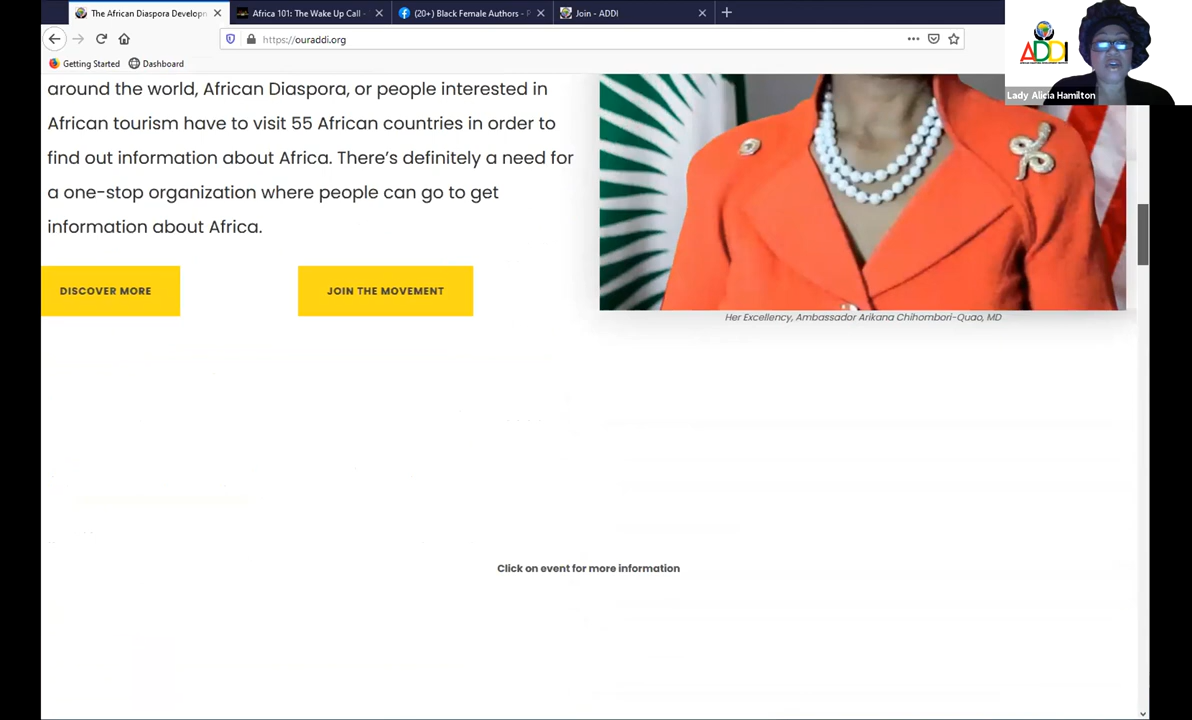 The African Diaspora Developm
Africa 101: The Wake Up Call -
(20+) Black Female Authors - P
Join - ADDI
https://ouraddi.org
Getting Started
Dashboard
ADDI
Lady Alicia Hamilton
around the world, African Diaspora, or people interested in
African tourism have to visit 55 African countries in order to
find out information about Africa. There's definitely a need for
a one-stop organization where people can go to get
information about Africa.
DISCOVER MORE
JOIN THE MOVEMENT
Her Excellency, Ambassador Arikana Chihombori-Quao, MD
Click on event for more information